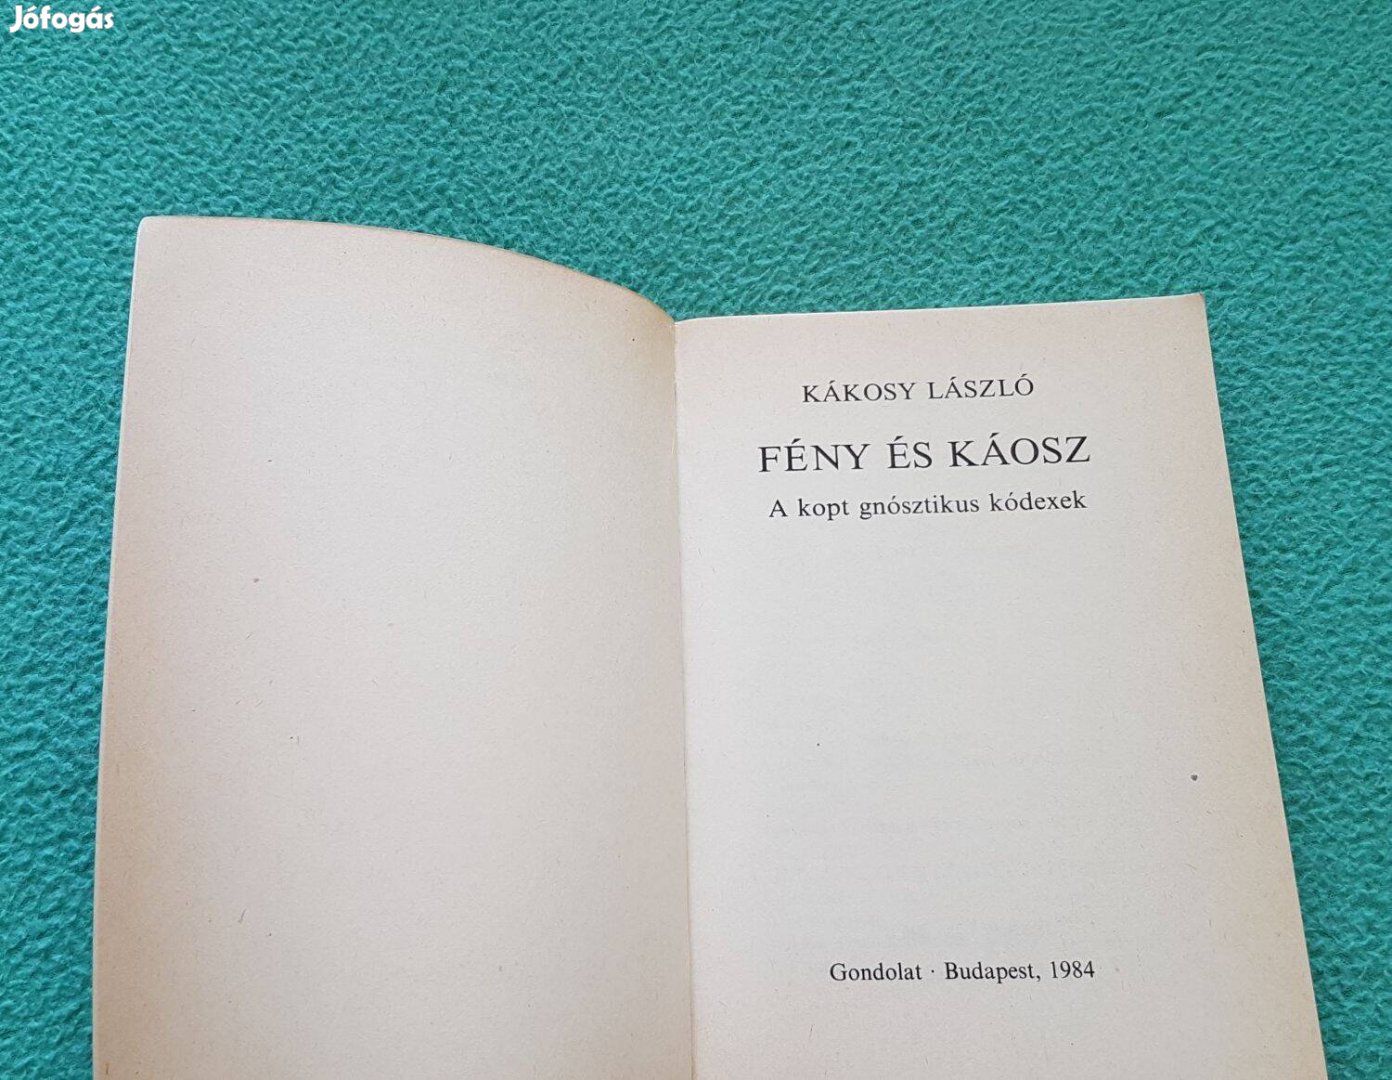 Jófogás
KÁKOSY LÁSZLÓ
FÉNY ÉS KÁOSZ
A kopt gnósztikus kódexek
Gondolat · Budapest, 1984